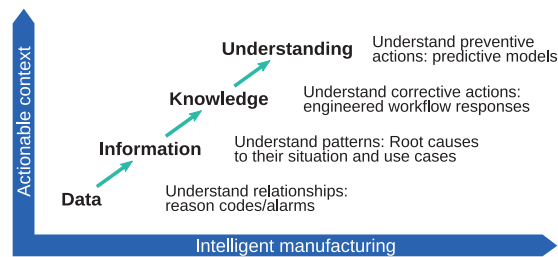 Actionable context
Understanding
Understand preventive
actions: predictive models
Knowledge
Understand corrective actions:
engineered workflow responses
Information
Understand patterns: Root causes
to their situation and use cases
Data
Understand relationships:
reason codes/alarms
Intelligent manufacturing